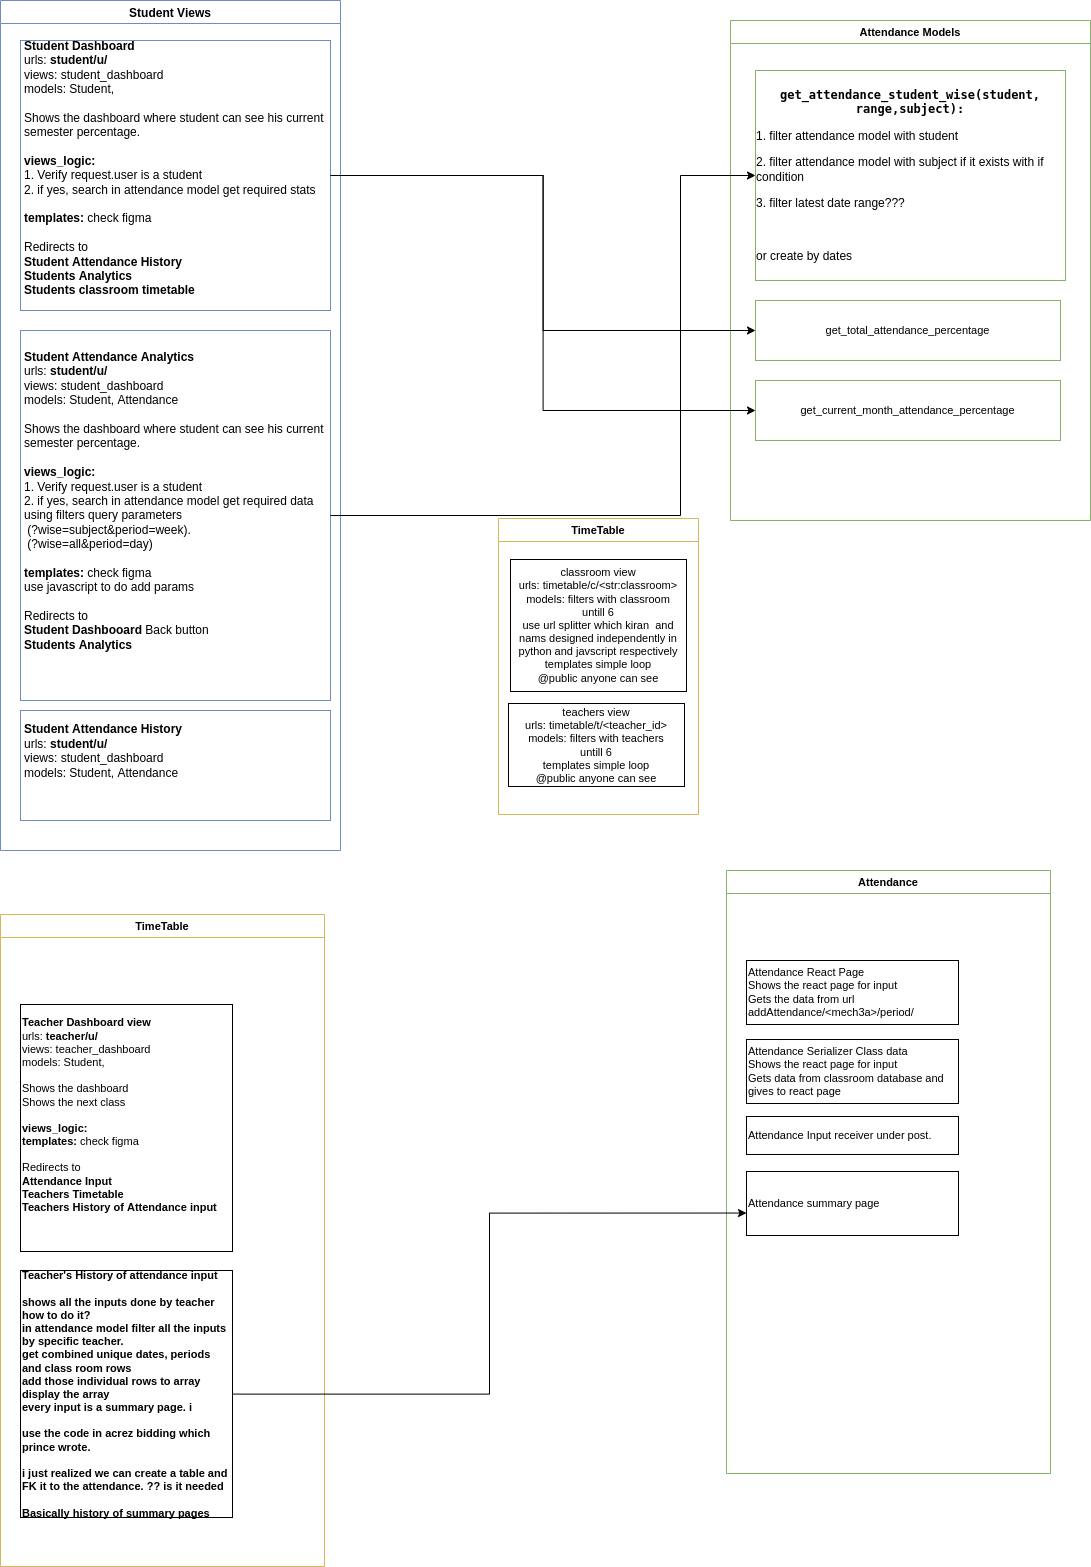 Student Views
Student Dashboard
urls: student/u/
views: student_dashboard
models: Student,
Shows the dashboard where student can see his current
semester percentage.
views_logic:
1. Verify request.user is a student
2. if yes, search in attendance model get required stats
templates: check figma
Redirects to
Student Attendance History
Students Analytics
Students classroom timetable
Student Attendance Analytics
urls: student/u/
views: student_dashboard
models: Student, Attendance
Shows the dashboard where student can see his current
semester percentage.
views_logic:
1. Verify request.user is a student
2. if yes, search in attendance model get required data
using filters query parameters
(?wise=subject&period=week).
(?wise=all&period=day)
templates: check figma
use javascript to do add params
Redirects to
Student Dashbooard Back button
Students Analytics
Student Attendance History
urls: student/u/
views: student_dashboard
models: Student, Attendance
Attendance Models
get_attendance_student_wise(student,
range,subject):
1. filter attendance model with student
2. filter attendance model with subject if it exists with if
condition
3. filter latest date range???
or create by dates
get_total_attendance_percentage
get_current_month_attendance_percentage
TimeTable
classroom view
urls: timetable/c/<str:classroom>
models: filters with classroom
untill 6
use url splitter which kiran  and
nams designed independently in
python and javscript respectively
templates simple loop
@public anyone can see
teachers view
urls: timetable/t/<teacher_id>
models: filters with teachers
untill 6
templates simple loop
@public anyone can see
TimeTable
Teacher Dashboard view
urls: teacher/u/
views: teacher_dashboard
models: Student,
Shows the dashboard
Shows the next class
views_logic:
templates: check figma
Redirects to
Attendance Input
Teachers Timetable
Teachers History of Attendance input
Teacher's History of attendance input
shows all the inputs done by teacher
how to do it?
in attendance model filter all the inputs
by specific teacher.
get combined unique dates, periods
and class room rows
add those individual rows to array
display the array
every input is a summary page. i
use the code in acrez bidding which
prince wrote.
i just realized we can create a table and
FK it to the attendance. ?? is it needed
Basically history of summary pages
Attendance
Attendance React Page
Shows the react page for input
Gets the data from url
addAttendance/<mech3a>/period/
Attendance Serializer Class data
Shows the react page for input
Gets data from classroom database and
gives to react page
Attendance Input receiver under post.
Attendance summary page